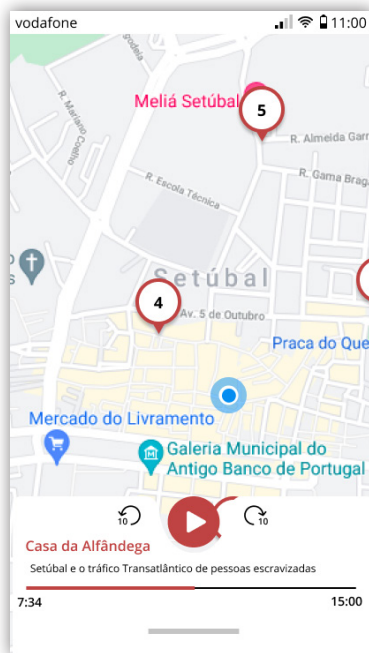 vodafone
11:00
godeia
Meliá Setúbal
5
R. Mariano
Coelho
R. Almeida Garr
R. Gama Braga
R. Escola Técnica
Setúbal
4
Av. 5 de Outubro
Praca do Que
Mercado do Livramento
Galeria Municipal do
Antigo Banco de Portugal
10
10
Casa da Alfândega
Setúbal e o tráfico Transatlântico de pessoas escravizadas
7:34
15:00